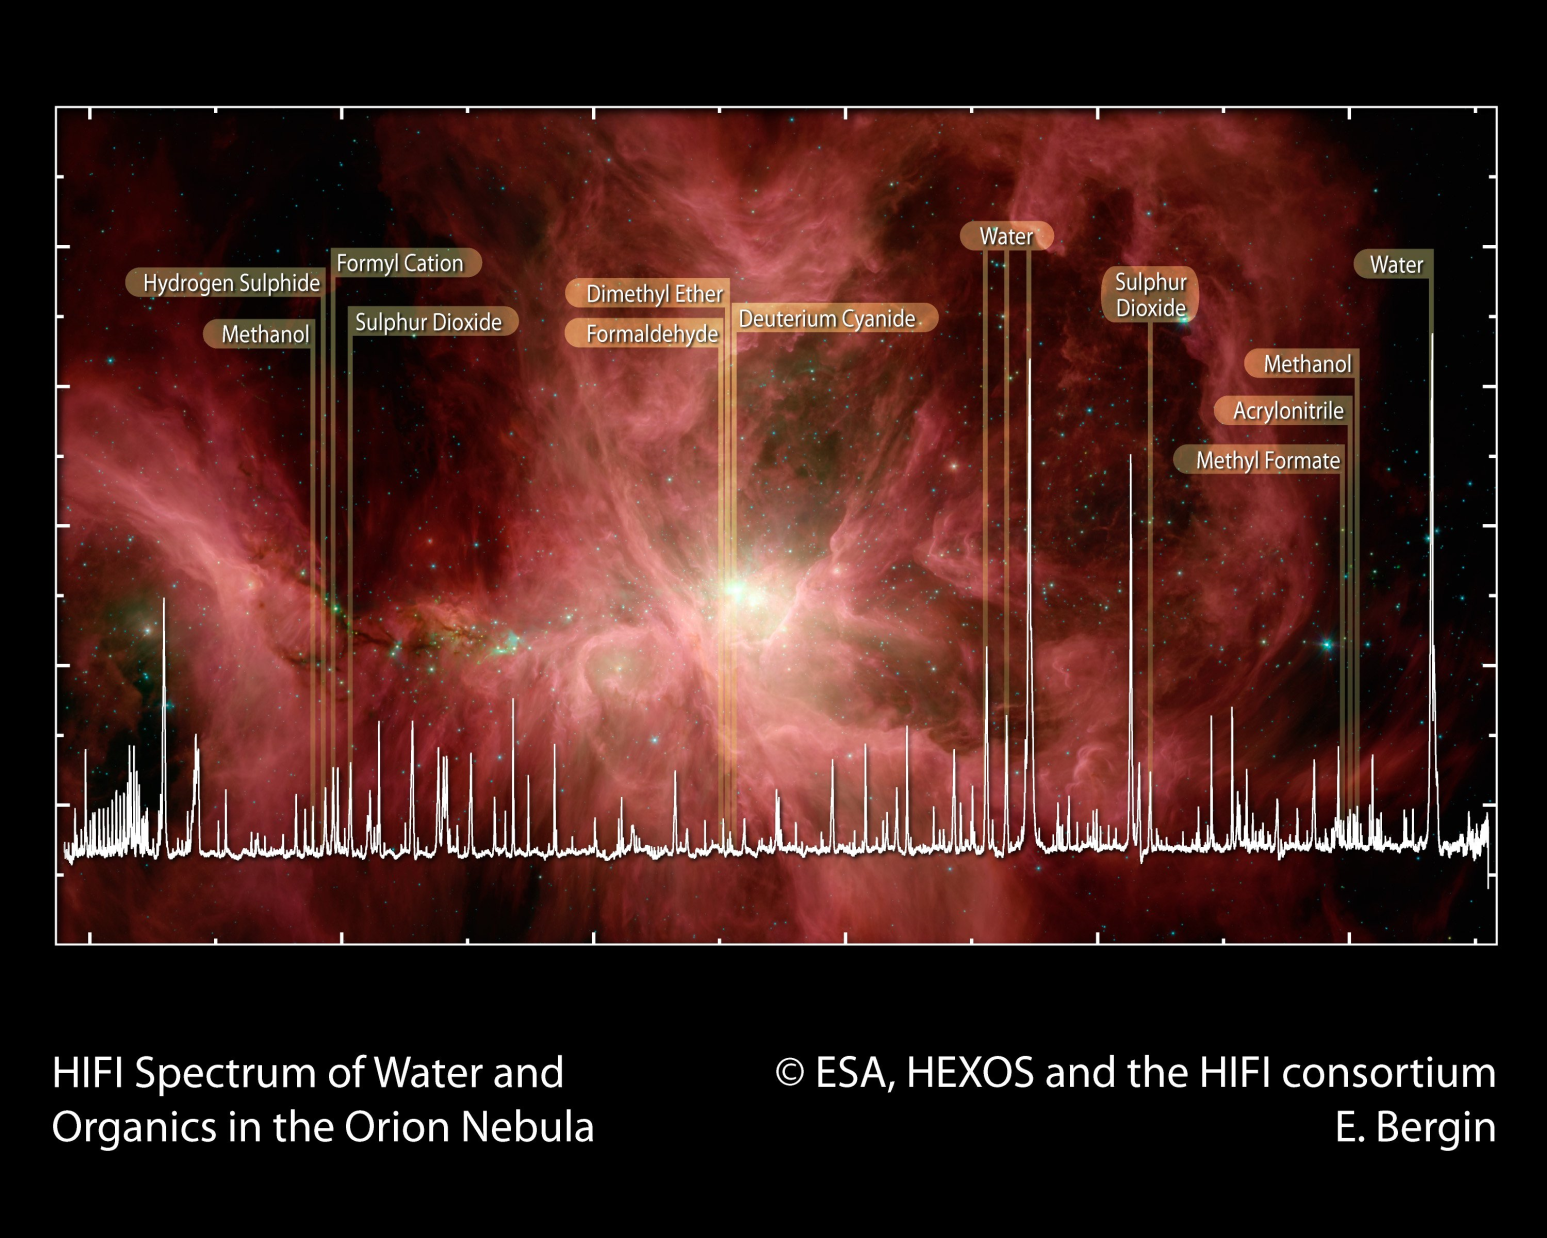 Water
Formyl Cation
Water
Hydrogen Sulphide
Sulphur
Dioxide
Dimethyl Ether
Deuterium Cyanide
Sulphur Dioxide
Methanol
Formaldehyde
Methanol
Acrylonitrile
Methyl Formate
HIFI Spectrum of Water and
Organics in the Orion Nebula
© ESA, HEXOS and the HIFI consortium
E. Bergin